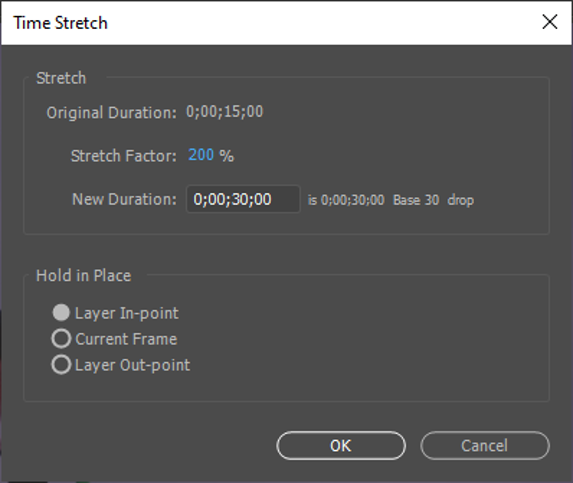 Time Stretch
Stretch
Original Duration: 0;00;15;00
Stretch Factor: 200 %
New Duration: 0;00;30;00 is 0;00;30;00 Base 30 drop
Hold in Place
Layer In-point
Current Frame
Layer Out-point
OK Cancel